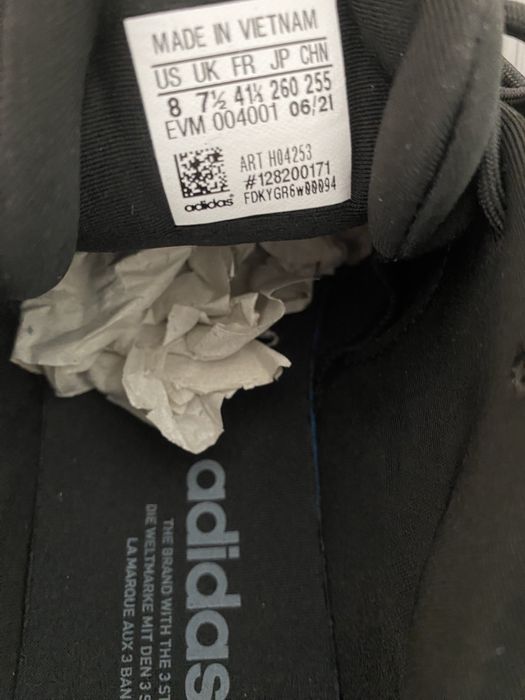 MADE IN VIETNAM
US UK FR JP CHN
8 7½ 41⅓ 260 255
EVM 004001 06/21
ART H04253
#128200171
FDKYGR6w00094
adidas
adidas
THE BRAND WITH THE 3 ST
DIE WELTMARKE MIT DEN 3 S
LA MARQUE AUX 3 BAN